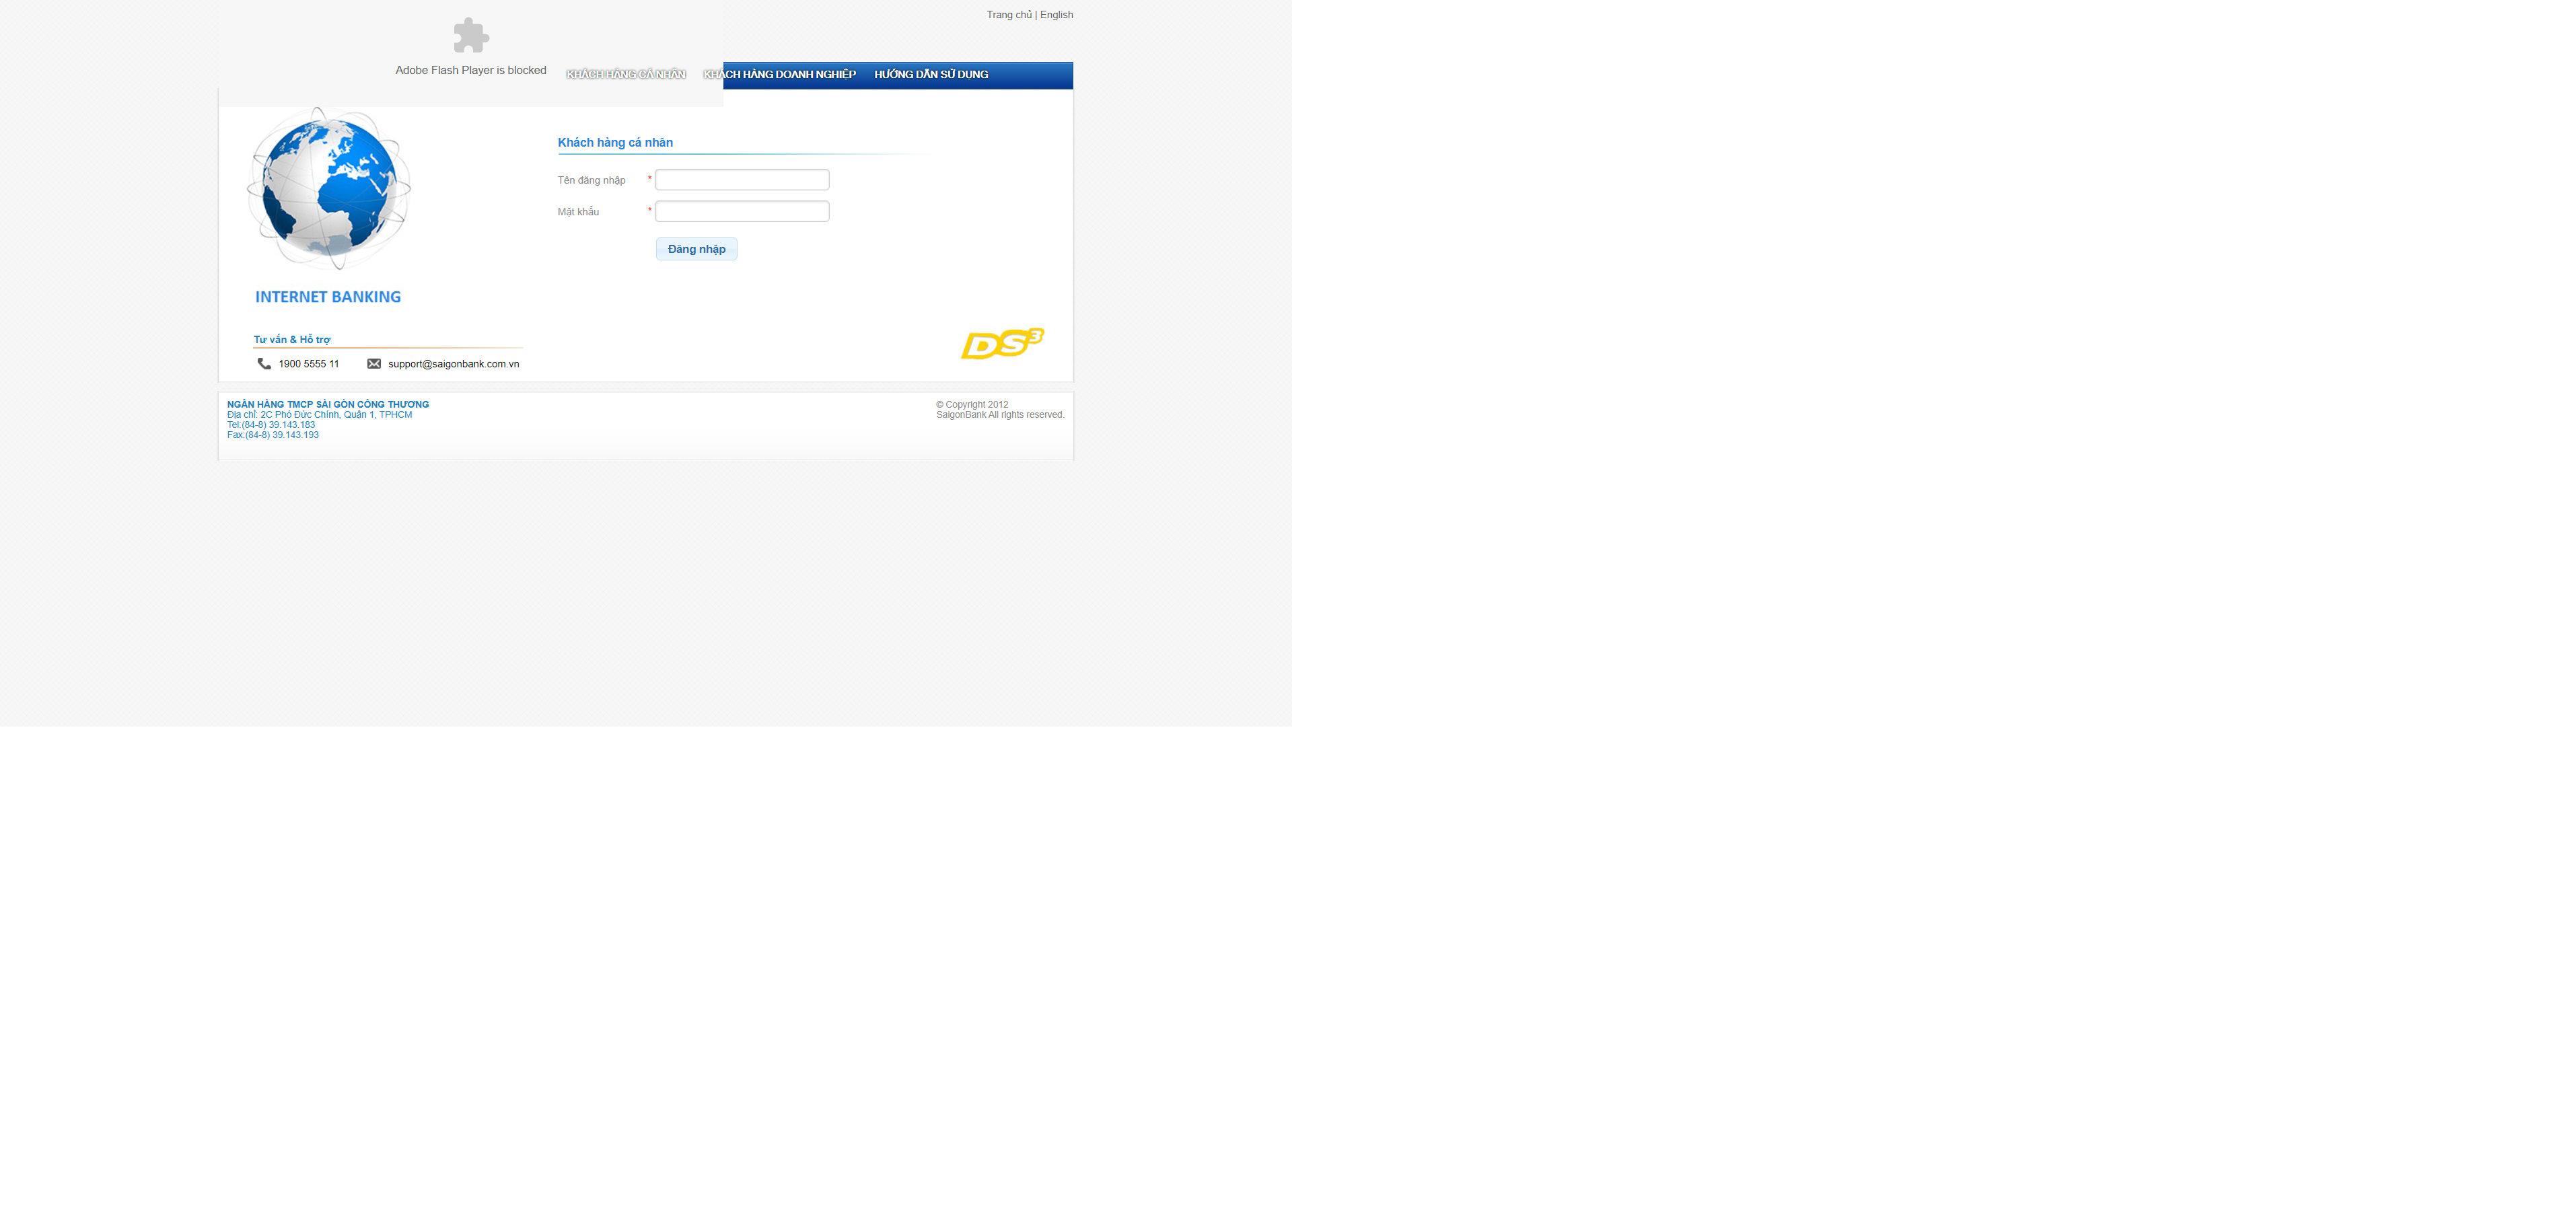 Trang chủ | English
Adobe Flash Player is blocked
KHÁCH HÀNG CÁ NHÂN KHÁCH HÀNG DOANH NGHIỆP HƯỚNG DẪN SỬ DỤNG
Khách hàng cá nhân
Tên đăng nhập *
Mật khẩu *
Đăng nhập
INTERNET BANKING
Tư vấn & Hỗ trợ
1900 5555 11 support@saigonbank.com.vn
DS3
NGÂN HÀNG TMCP SÀI GÒN CÔNG THƯƠNG
Địa chỉ: 2C Phó Đức Chính, Quận 1, TPHCM
Tel:(84-8) 39.143.183
Fax:(84-8) 39.143.193
© Copyright 2012
SaigonBank All rights reserved.